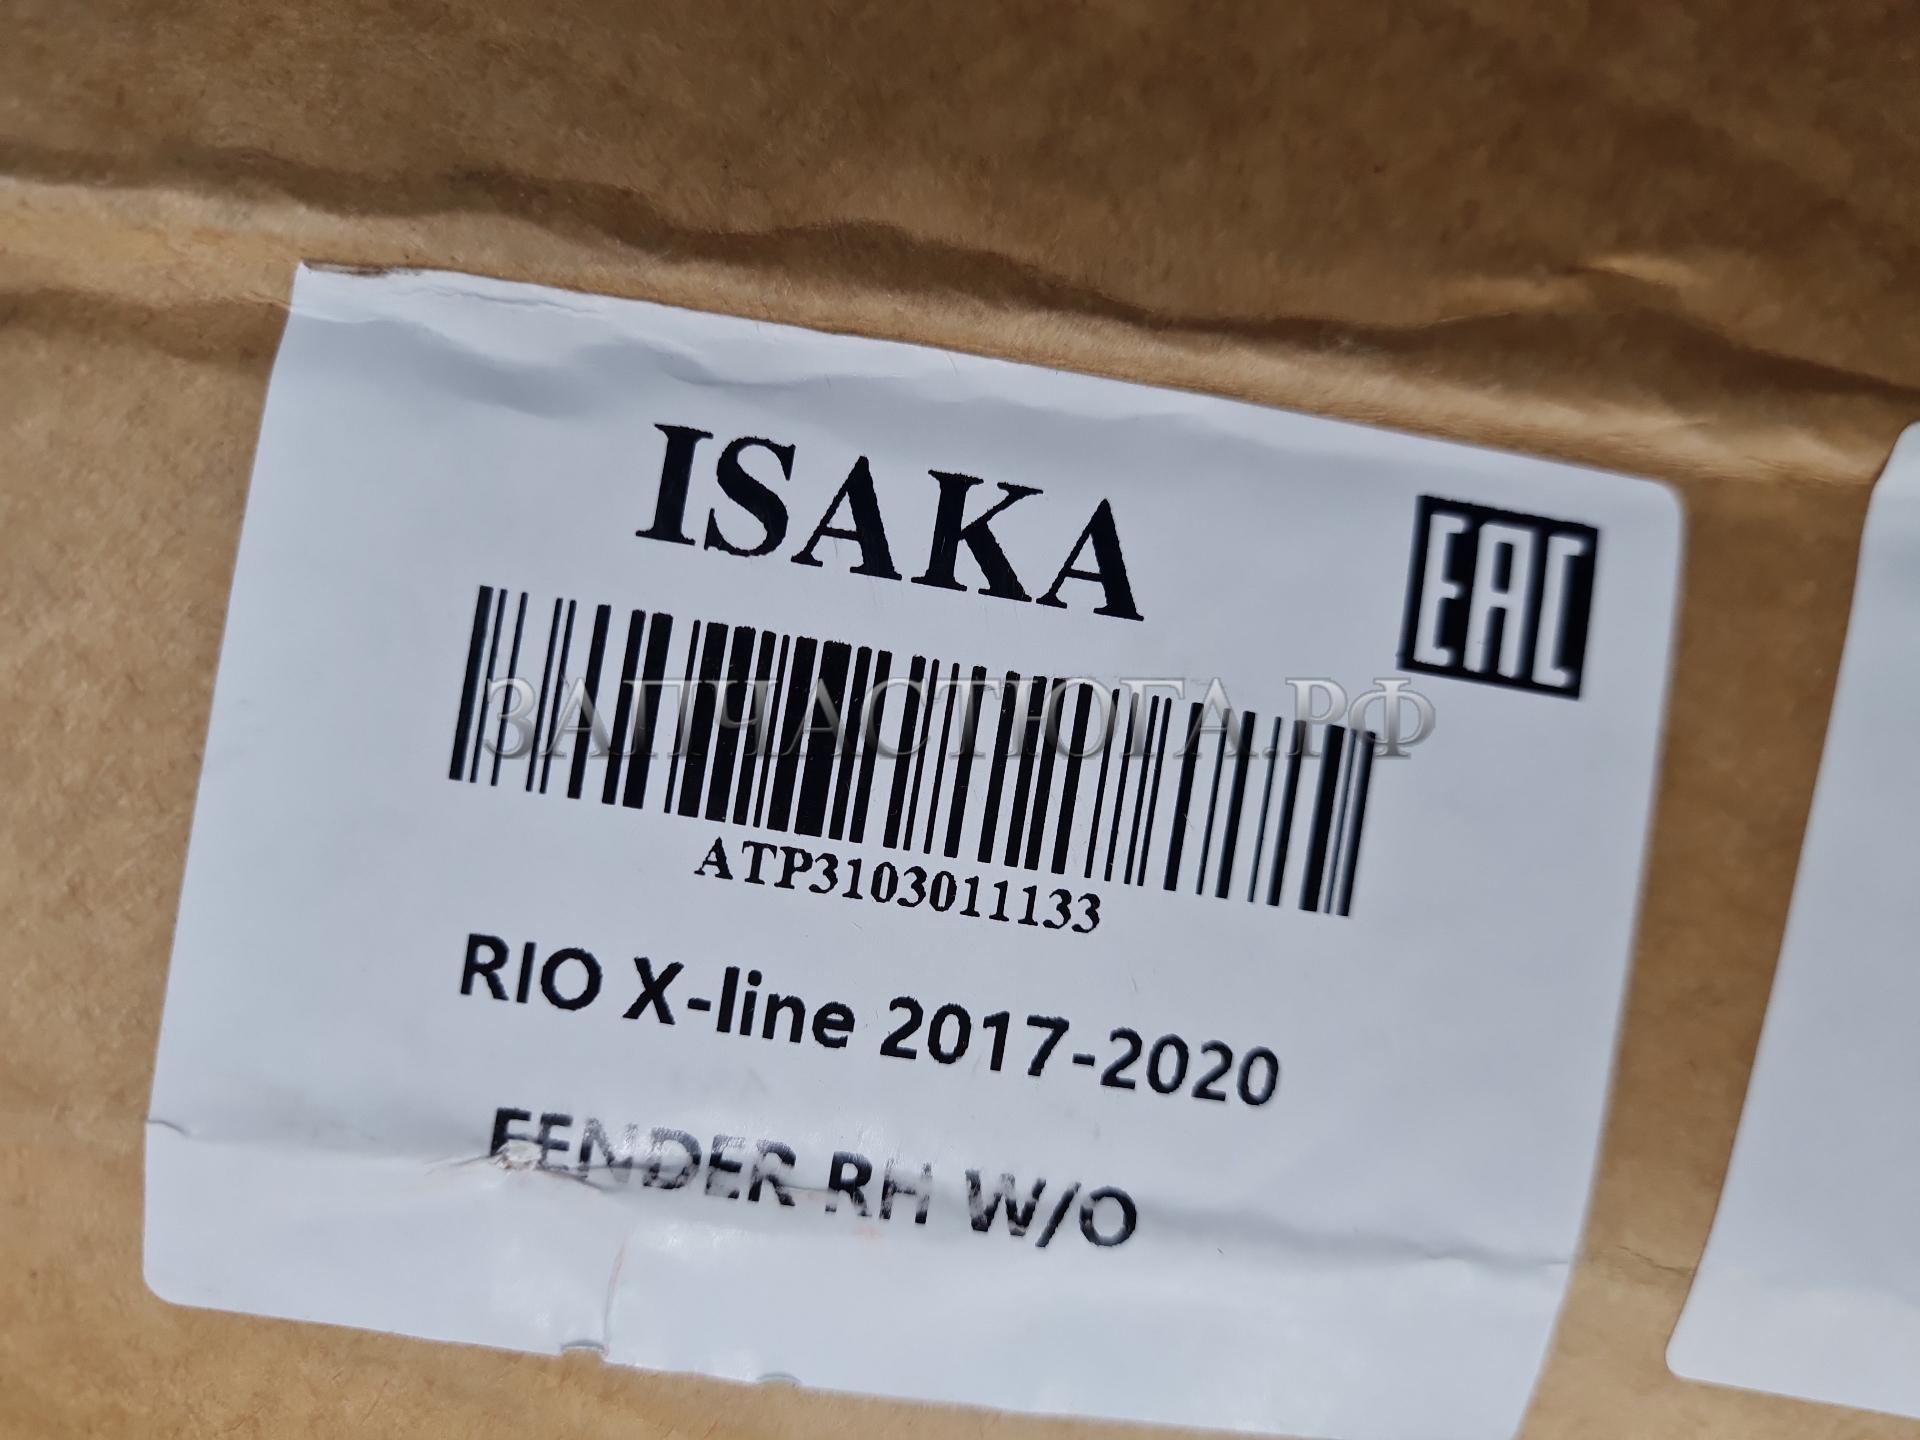 ISAKA
EAC
ЗАПЧАСТЮГА.РФ
ATP3103011133
RIO X-line 2017-2020
FENDER RH W/O